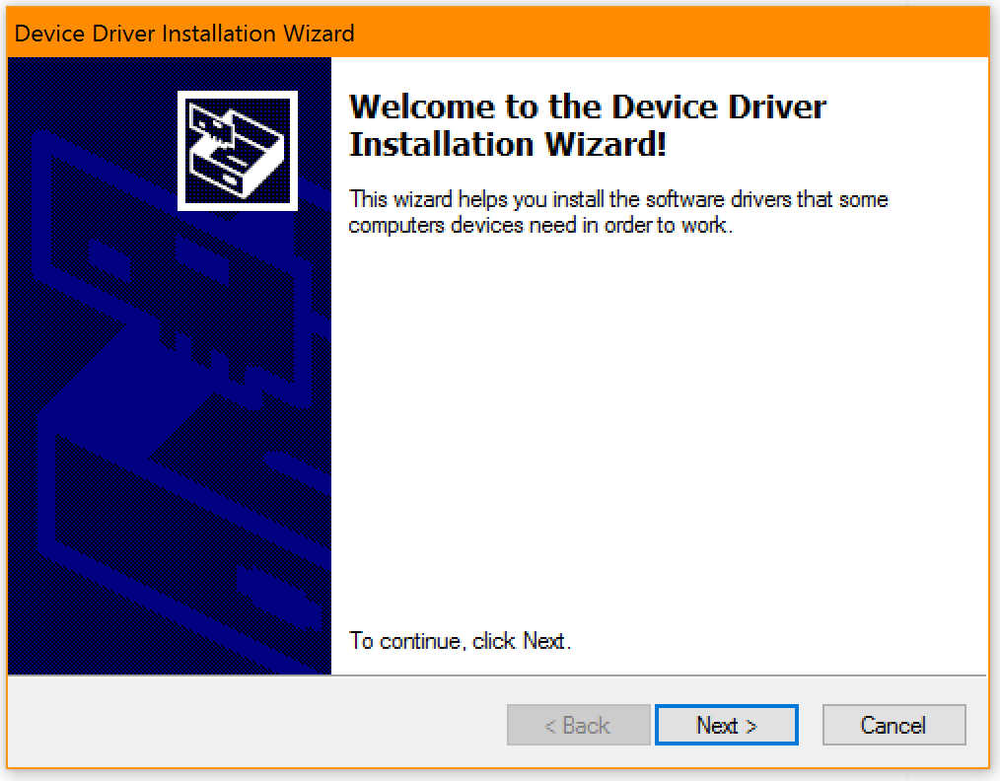 Device Driver Installation Wizard
Welcome to the Device Driver
Installation Wizard!
This wizard helps you install the software drivers that some
computers devices need in order to work.
To continue, click Next.
< Back
Next >
Cancel